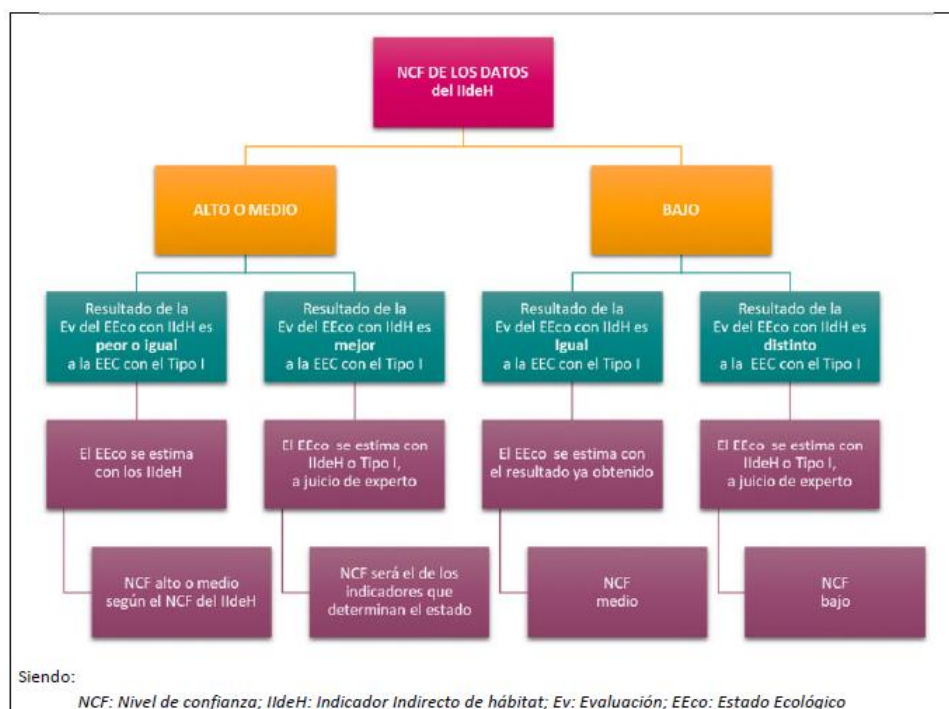 NCF DE LOS DATOS
del IIdeH
ALTO O MEDIO
BAJO
Resultado de la
Ev del EEco con IIdH es
peor o igual
a la EEC con el Tipo I
Resultado de la
Ev del EEco con IIdH es
mejor
a la EEC con el Tipo I
Resultado de la
Ev del EEco con IIdH es
Igual
a la EEC con el Tipo I
Resultado de la
Ev del EEco con IIdH es
distinto
a la EEC con el Tipo I
El EEco se estima
con los IIdeH
El EEco se estima con
IIdeH o Tipo I,
a juicio de experto
El EEco se estima con
el resultado ya obtenido
El EEco se estima con
IIdeH o Tipo I,
a juicio de experto
NCF alto o medio
según el NCF del IIdeH
NCF será el de los
indicadores que
determinan el estado
NCF
medio
NCF
bajo
Siendo:
NCF: Nivel de confianza; IIdeH: Indicador Indirecto de hábitat; Ev: Evaluación; EEco: Estado Ecológico